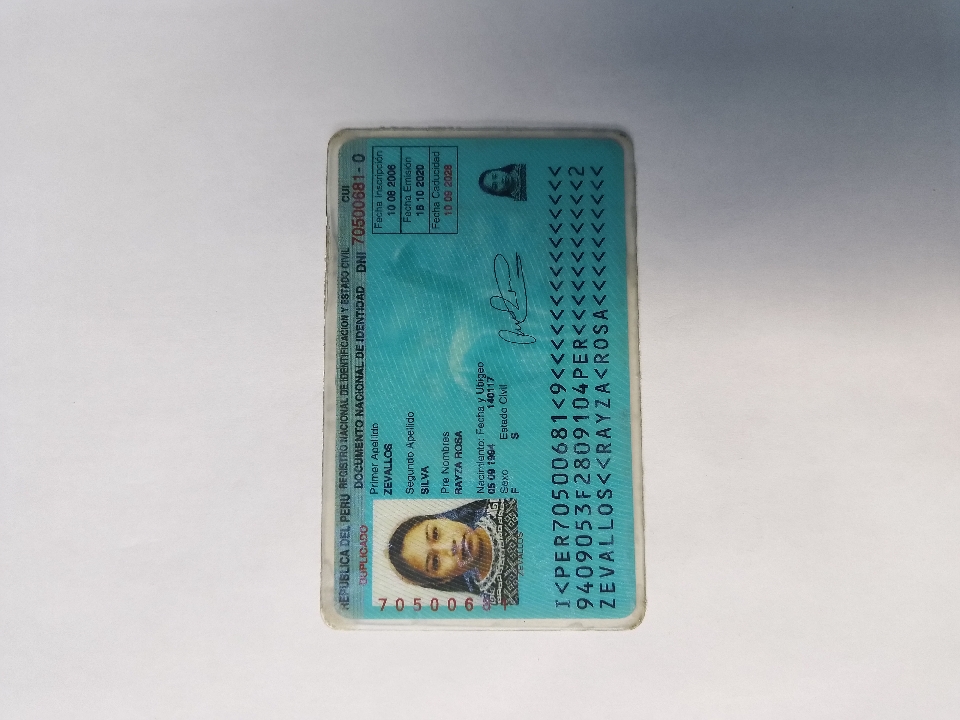 REPUBLICA DEL PERU REGISTRO NACIONAL DE IDENTIFICACION Y ESTADO CIVIL CUI
DUPLICADO DOCUMENTO NACIONAL DE IDENTIDAD DNI 70500681 - 0
Primer Apellido
ZEVALLOS
Segundo Apellido
SILVA
Pre Nombres
RAYZA ROSA
Nacimiento: Fecha y Ubigeo
05 09 1994 140117
Sexo Estado Civil
F S
Fecha Inscripción
10 08 2006
Fecha Emisión
16 10 2020
Fecha Caducidad
10 09 2028
ZEVALLOS
I<PER70500681<9<<<<<<<<<<<<<<<
9409053F2809104PER<<<<<<<<<<<2
ZEVALLOS<<RAYZA<ROSA<<<<<<<<<<